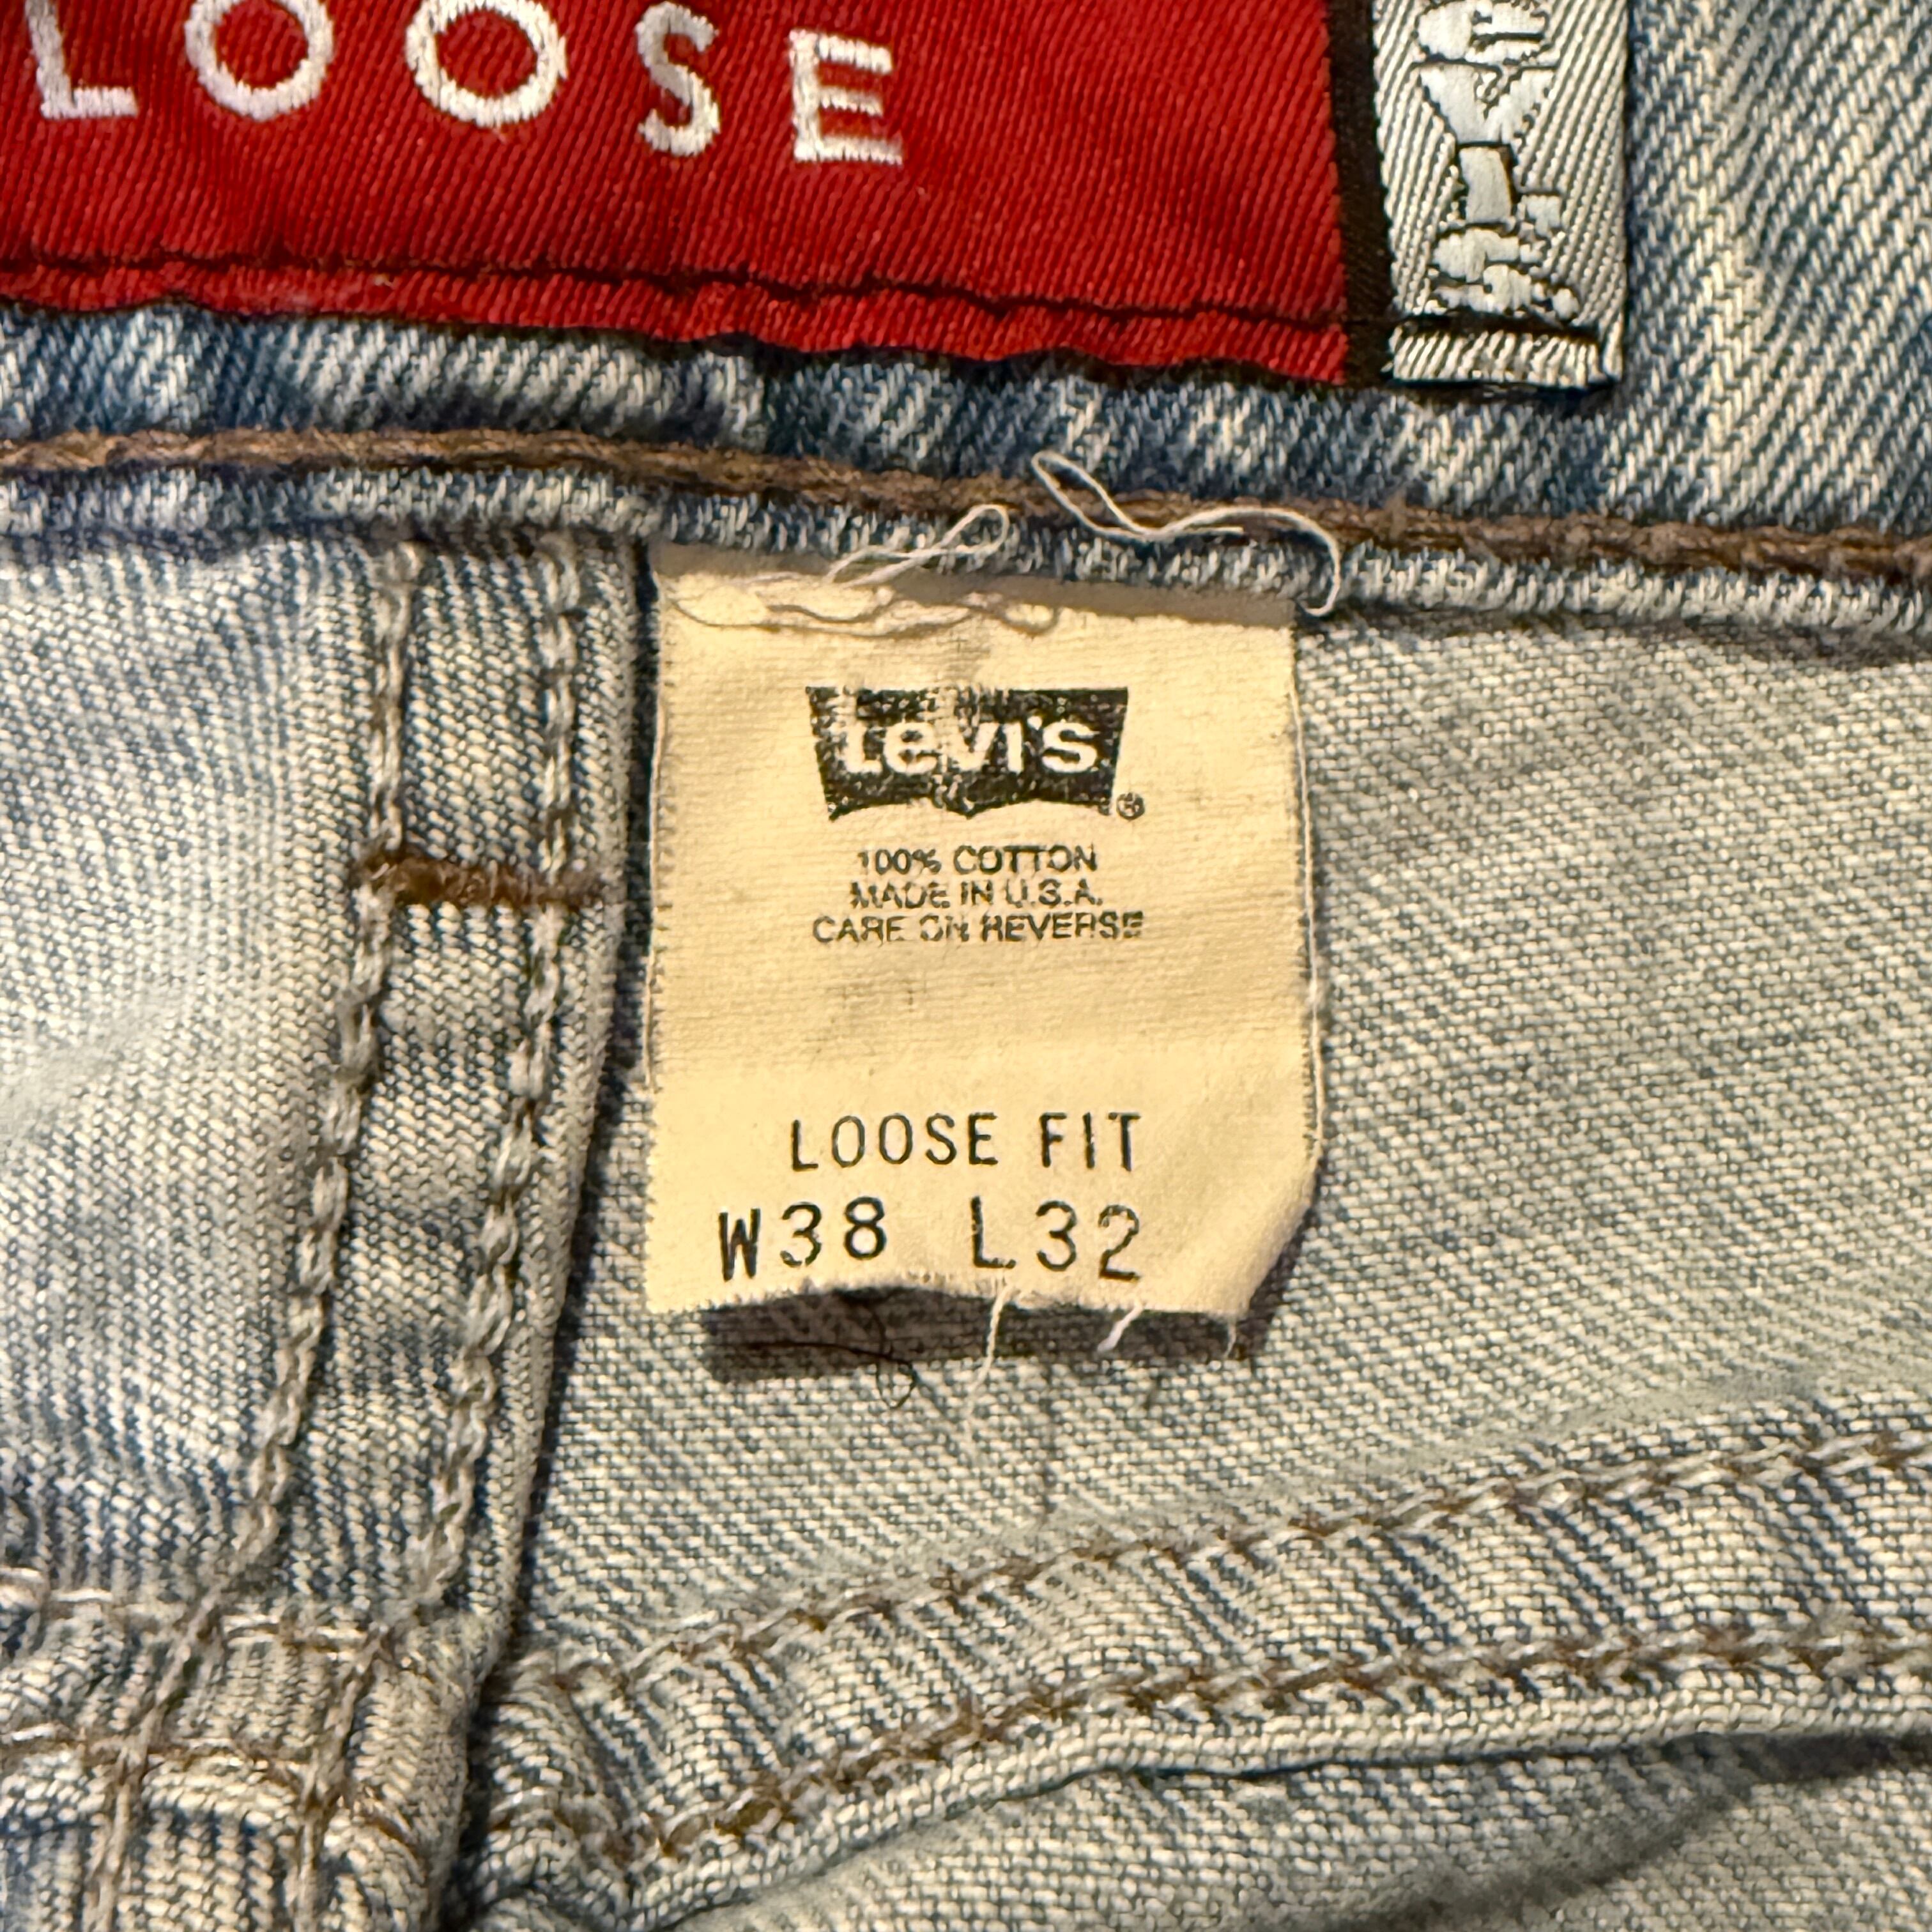 LOOSE
Levi's ®
100% COTTON
MADE IN U.S.A.
CARE ON REVERSE
LOOSE FIT
W38 L32